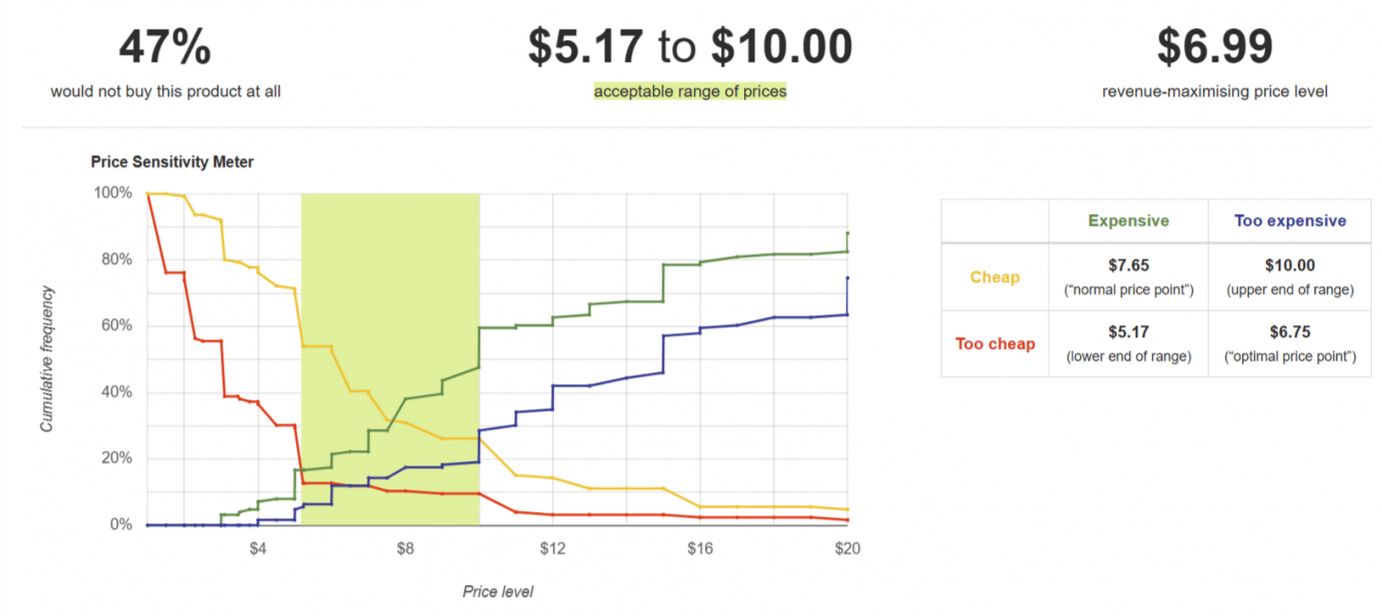 47%
would not buy this product at all
$5.17 to $10.00
acceptable range of prices
$6.99
revenue-maximising price level
Price Sensitivity Meter
100%
80%
60%
40%
20%
0%
Cumulative frequency
$4
$8
$12
$16
$20
Price level
Expensive
Too expensive
Cheap
$7.65
("normal price point")
$10.00
(upper end of range)
Too cheap
$5.17
(lower end of range)
$6.75
("optimal price point")